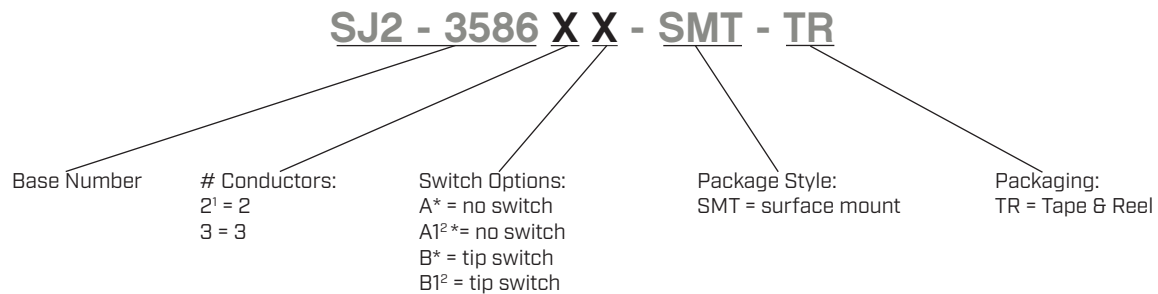 SJ2 - 3586 X X - SMT - TR
Base Number
# Conductors:
2¹ = 2
3 = 3
Switch Options:
A* = no switch
A1² *= no switch
B* = tip switch
B1² = tip switch
Package Style:
SMT = surface mount
Packaging:
TR = Tape & Reel